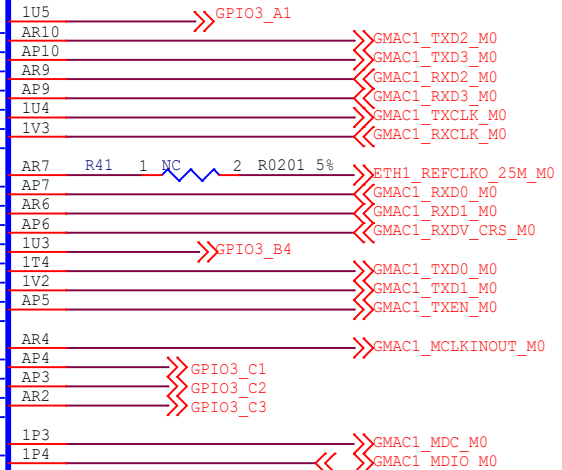 1U5 GPIO3_A1
AR10 GMAC1_TXD2_M0
AP10 GMAC1_TXD3_M0
AR9 GMAC1_RXD2_M0
AP9 GMAC1_RXD3_M0
1U4 GMAC1_TXCLK_M0
1V3 GMAC1_RXCLK_M0
AR7 R41 1 NC 2 R0201 5% ETH1_REFCLKO_25M_M0
AP7 GMAC1_RXD0_M0
AR6 GMAC1_RXD1_M0
AP6 GMAC1_RXDV_CRS_M0
1U3 GPIO3_B4
1T4 GMAC1_TXD0_M0
1V2 GMAC1_TXD1_M0
AP5 GMAC1_TXEN_M0
AR4 GMAC1_MCLKINOUT_M0
AP4 GPIO3_C1
AP3 GPIO3_C2
AR2 GPIO3_C3
1P3 GMAC1_MDC_M0
1P4 GMAC1_MDIO_M0